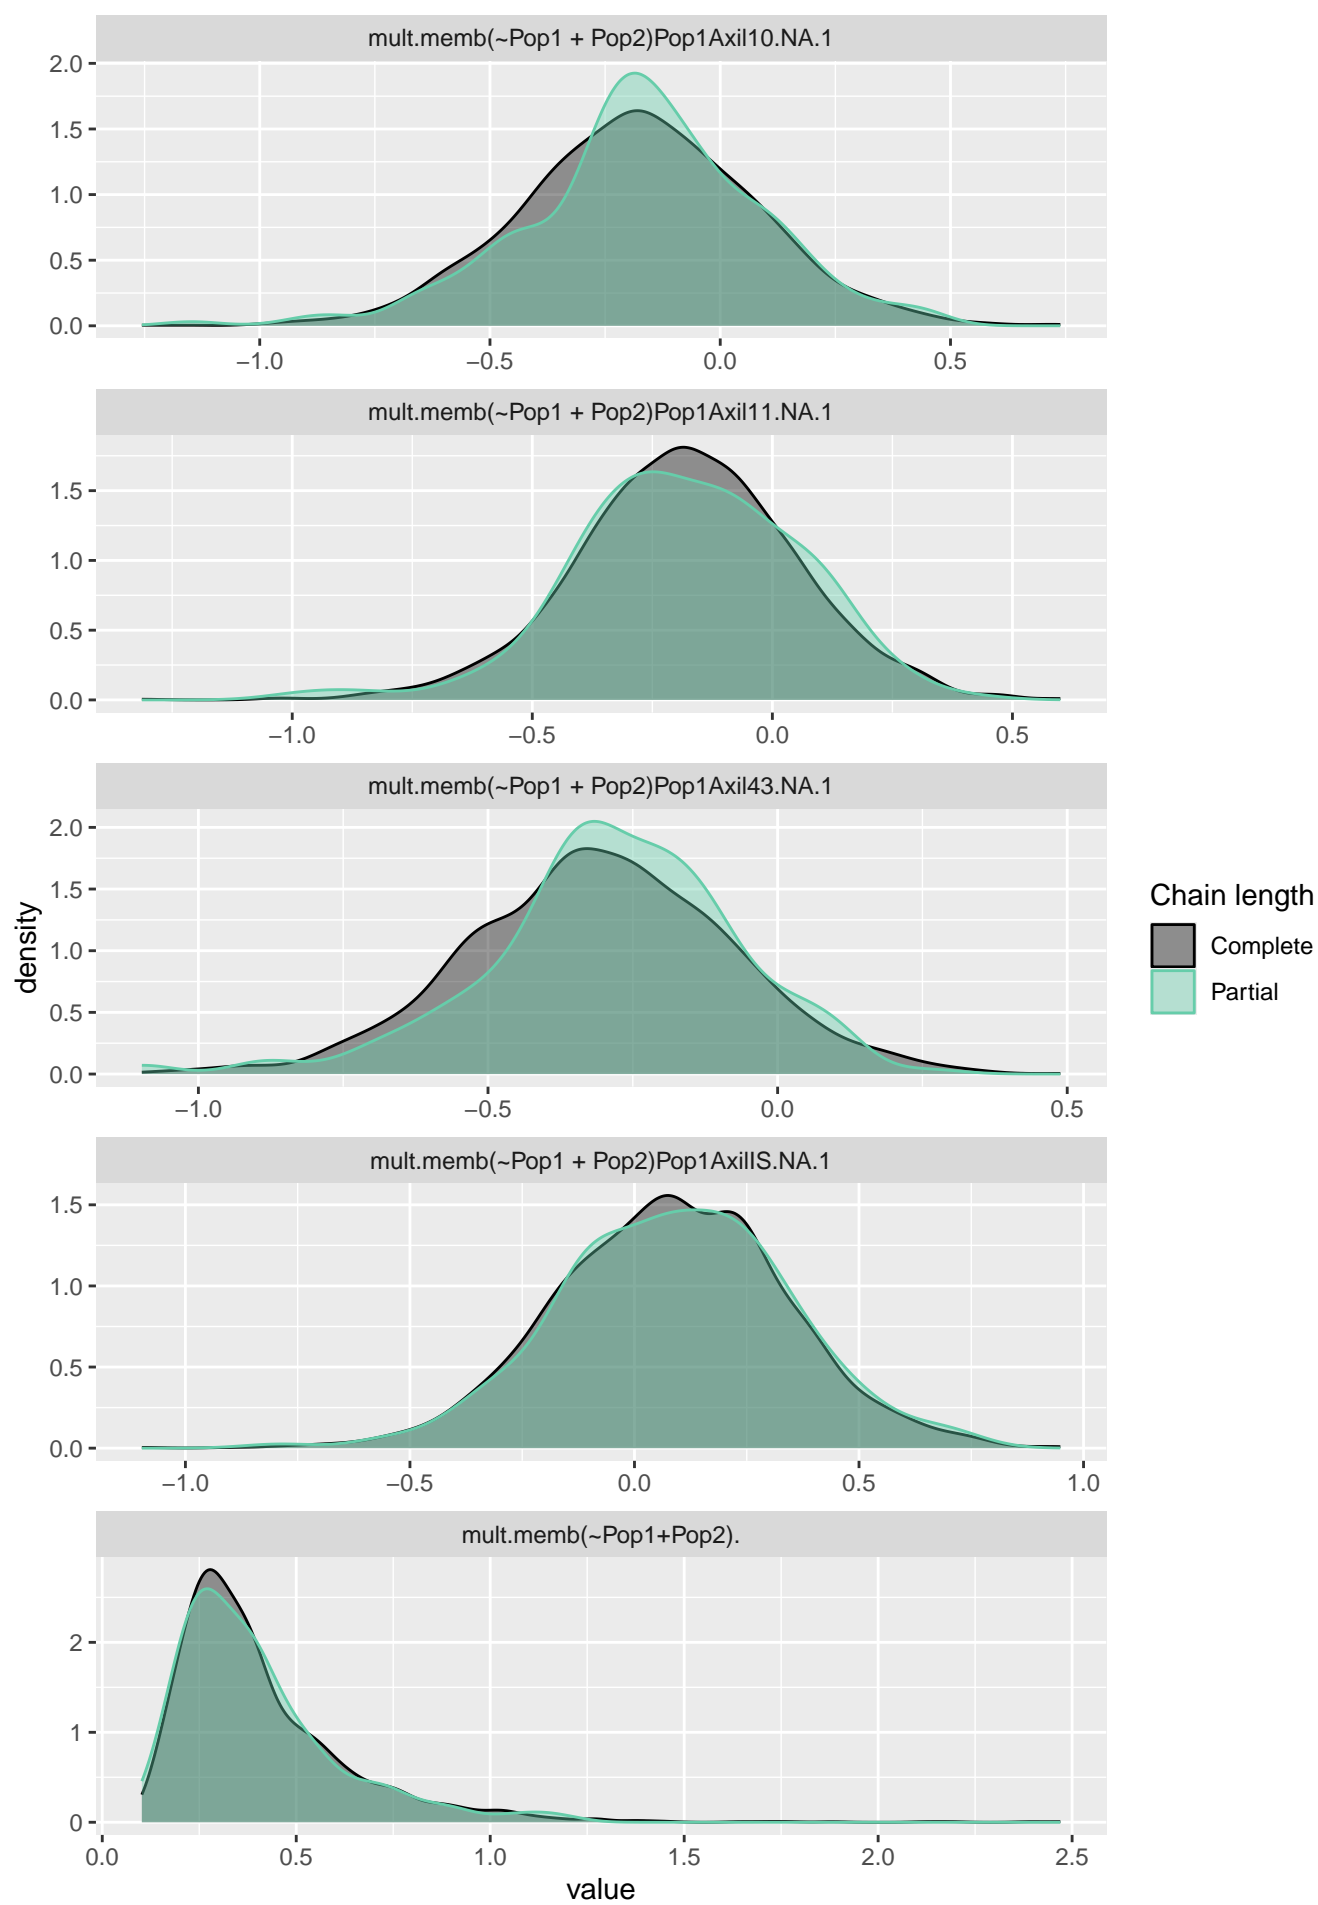 mult.memb(~Pop1 + Pop2)Pop1Axil10.NA.1
2.0
1.5
1.0
0.5
0.0
−1.0 −0.5 0.0 0.5
mult.memb(~Pop1 + Pop2)Pop1Axil11.NA.1
1.5
1.0
0.5
0.0
−1.0 −0.5 0.0 0.5
mult.memb(~Pop1 + Pop2)Pop1Axil43.NA.1
2.0
1.5
1.0
0.5
0.0
−1.0 −0.5 0.0 0.5
mult.memb(~Pop1 + Pop2)Pop1AxilIS.NA.1
1.5
1.0
0.5
0.0
−1.0 −0.5 0.0 0.5 1.0
mult.memb(~Pop1+Pop2).
2
1
0
0.0 0.5 1.0 1.5 2.0 2.5
value
density
Chain length
Complete
Partial